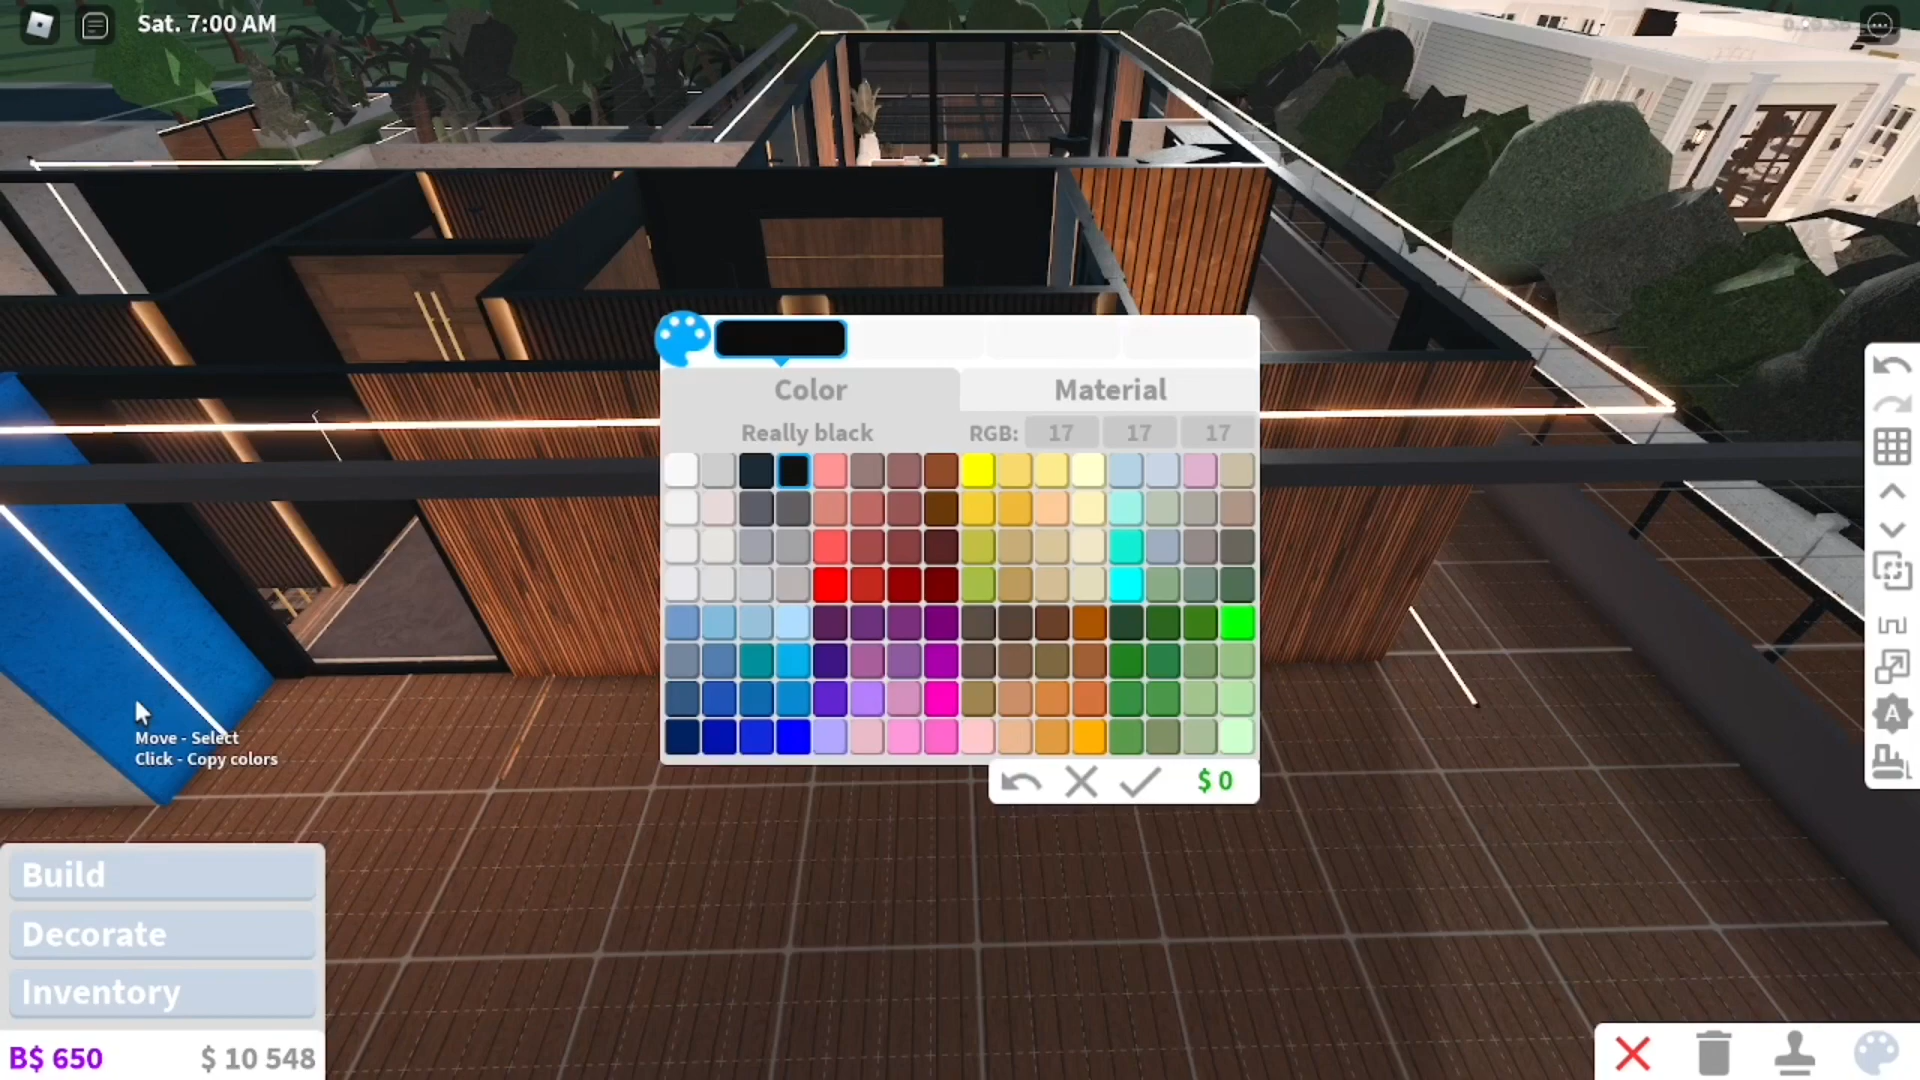 Sat. 7:00 AM
Color
Material
Really black
RGB: 17 17 17
Move - Select
Click - Copy colors
$ 0
Build
Decorate
Inventory
B$ 650
$ 10 548
A